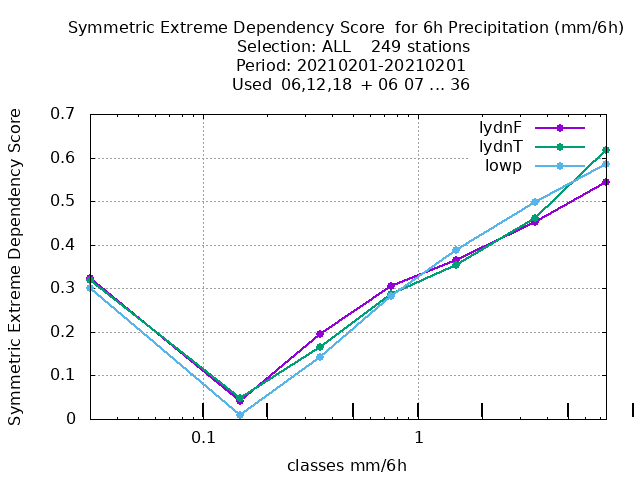 Symmetric Extreme Dependency Score  for 6h Precipitation (mm/6h)
Selection: ALL    249 stations
Period: 20210201-20210201
Used  06,12,18  + 06 07 ... 36
Symmetric Extreme Dependency Score
0.7
0.6
0.5
0.4
0.3
0.2
0.1
0
lydnF
lydnT
lowp
0.1
1
classes mm/6h